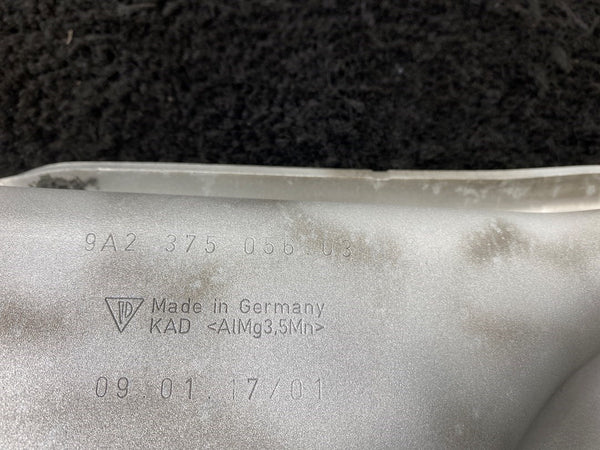 9A2 375 056.03
Made in Germany
KAD <AlMg3,5Mn>
09.01.17/01